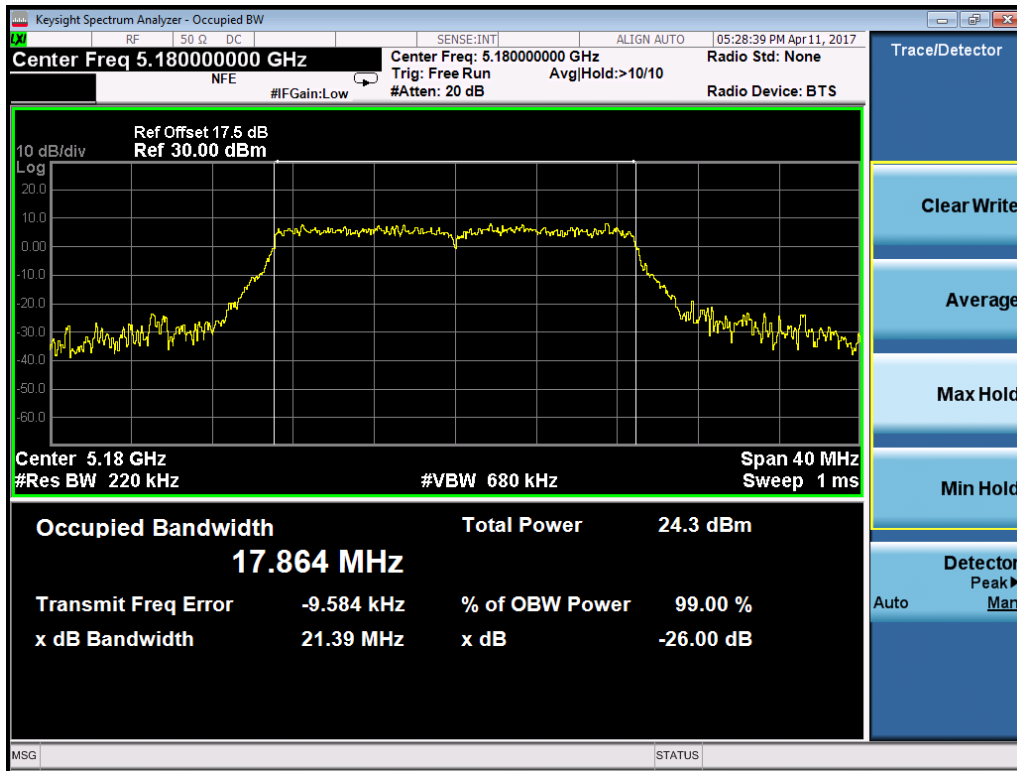 Keysight Spectrum Analyzer - Occupied BW
LXI RF 50 Ω DC SENSE:INT ALIGN AUTO 05:28:39 PM Apr 11, 2017
Center Freq 5.180000000 GHz
NFE
#IFGain:Low
Center Freq: 5.180000000 GHz
Trig: Free Run Avg|Hold:>10/10
#Atten: 20 dB
Radio Std: None
Radio Device: BTS
Trace/Detector
Ref Offset 17.5 dB
10 dB/div Ref 30.00 dBm
Log
20.0
10.0
0.00
-10.0
-20.0
-30.0
-40.0
-50.0
-60.0
Center 5.18 GHz Span 40 MHz
#Res BW 220 kHz #VBW 680 kHz Sweep 1 ms
Occupied Bandwidth Total Power 24.3 dBm
17.864 MHz
Transmit Freq Error -9.584 kHz % of OBW Power 99.00 %
x dB Bandwidth 21.39 MHz x dB -26.00 dB
Clear Write
Average
Max Hold
Min Hold
Detector
Peak
Auto Man
MSG STATUS